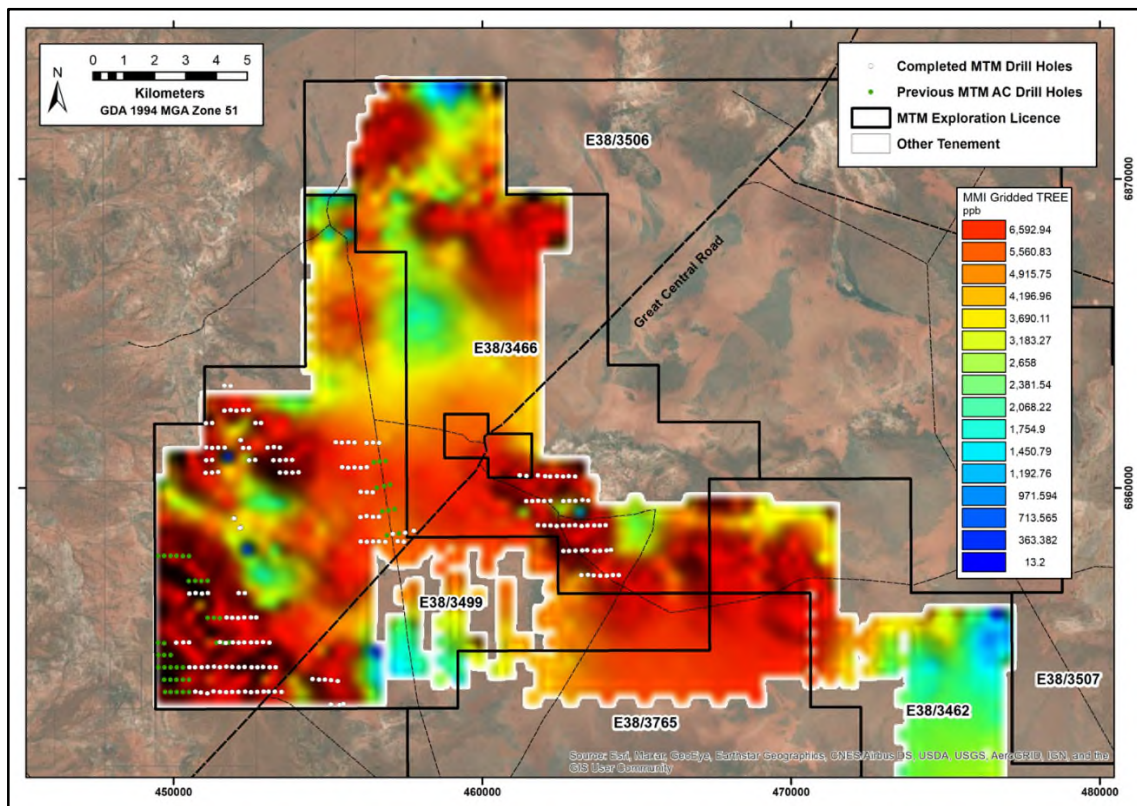 0 1 2 3 4 5
Kilometers
GDA 1994 MGA Zone 51
N
Completed MTM Drill Holes
Previous MTM AC Drill Holes
MTM Exploration Licence
Other Tenement
MMI Gridded TREE
ppb
6,592.94
5,560.83
4,915.75
4,196.96
3,690.11
3,183.27
2,658
2,381.54
2,068.22
1,754.9
1,450.79
1,192.76
971.594
713.565
363.382
13.2
E38/3506
Great Central Road
E38/3466
E38/3499
E38/3507
E38/3462
E38/3765
6870000
6860000
Source: Esri, Maxar, GeoEye, Earthstar Geographics, CNES/Airbus DS, USDA, USGS, AeroGRID, IGN, and the
GIS User Community
450000 460000 470000 480000